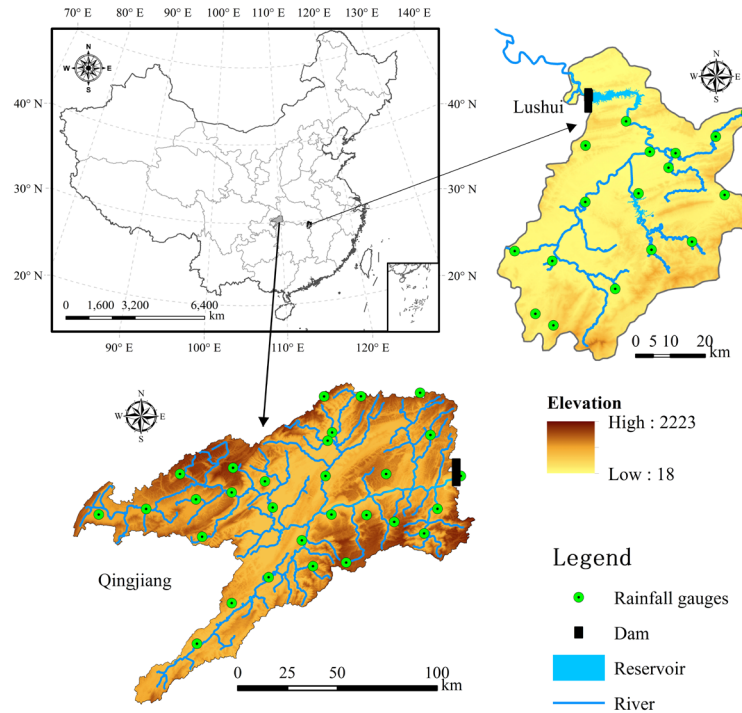 70° E 80° E 90° E 100° E 110° E 120° E 130° E 140° E
N
W E
S
40° N
30° N
20° N
40° N
30° N
20° N
0 1,600 3,200 6,400
km
90° E 100° E 110° E 120° E
N
W E
S
Lushui
0 5 10 20
km
N
W E
S
Qingjiang
0 25 50 100
km
Elevation
High : 2223
Low : 18
Legend
Rainfall gauges
Dam
Reservoir
River